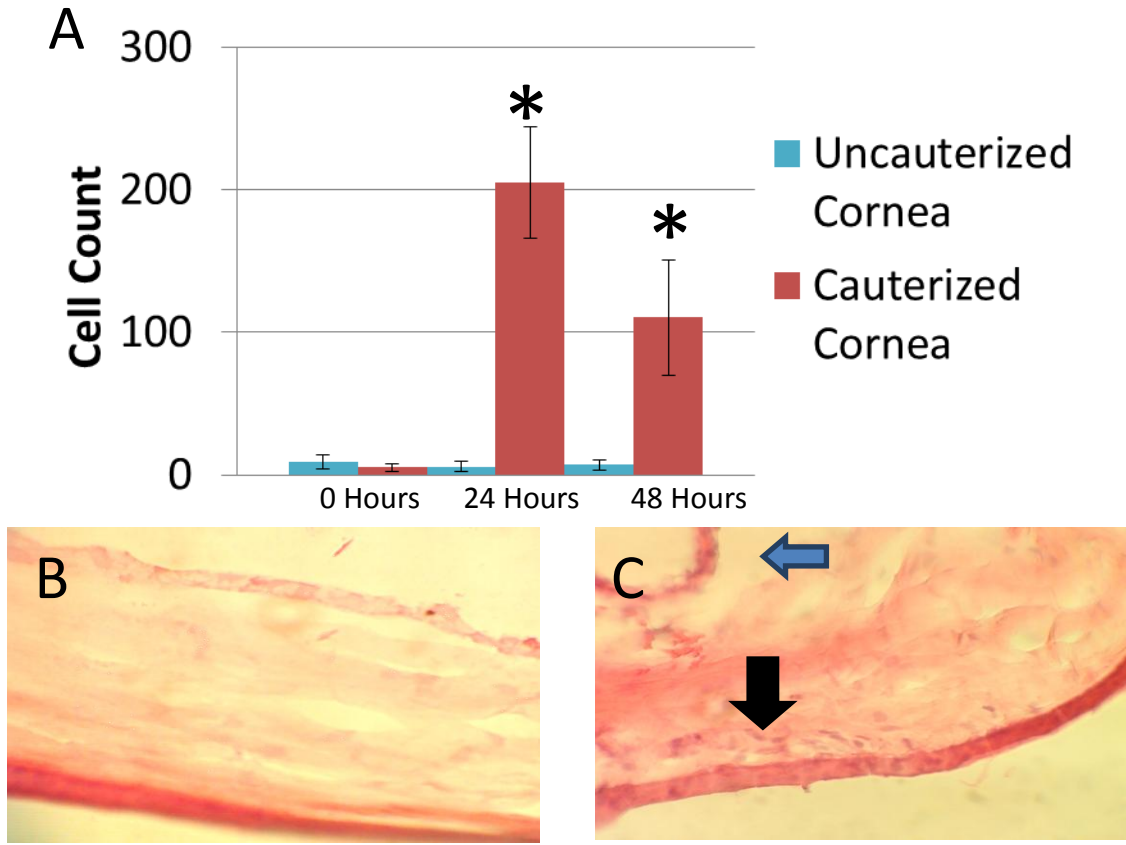 A
300
200
100
0
Cell Count
*
*
0 Hours
24 Hours
48 Hours
Uncauterized
Cornea
Cauterized
Cornea
B
C